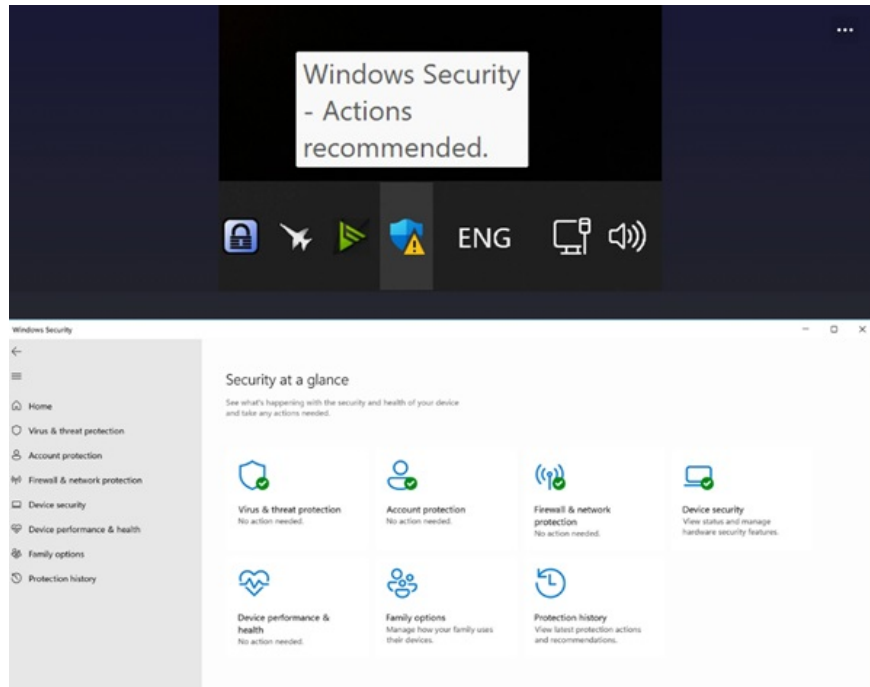 Windows Security
- Actions
recommended.
ENG
Windows Security
Home
Virus & threat protection
Account protection
Firewall & network protection
Device security
Device performance & health
Family options
Protection history
Security at a glance
See what's happening with the security and health of your device
and take any actions needed.
Virus & threat protection
No action needed.
Account protection
No action needed.
Firewall & network
protection
No action needed.
Device security
View status and manage
hardware security features.
Device performance &
health
No action needed.
Family options
Manage how your family uses
their devices.
Protection history
View latest protection actions
and recommendations.